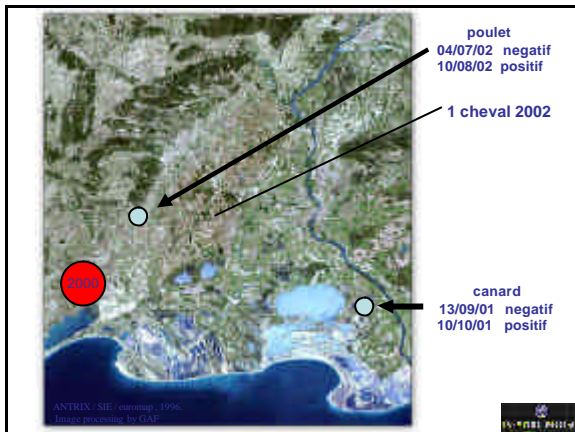 poulet
04/07/02 negatif
10/08/02 positif
1 cheval 2002
2000
canard
13/09/01 negatif
10/10/01 positif
ANTRIX / SIE / euromap , 1996.
Image processing by GAF